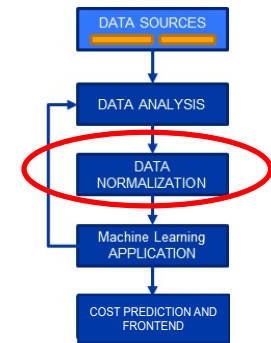 DATA SOURCES
DATA ANALYSIS
DATA
NORMALIZATION
Machine Learning
APPLICATION
COST PREDICTION AND
FRONTEND